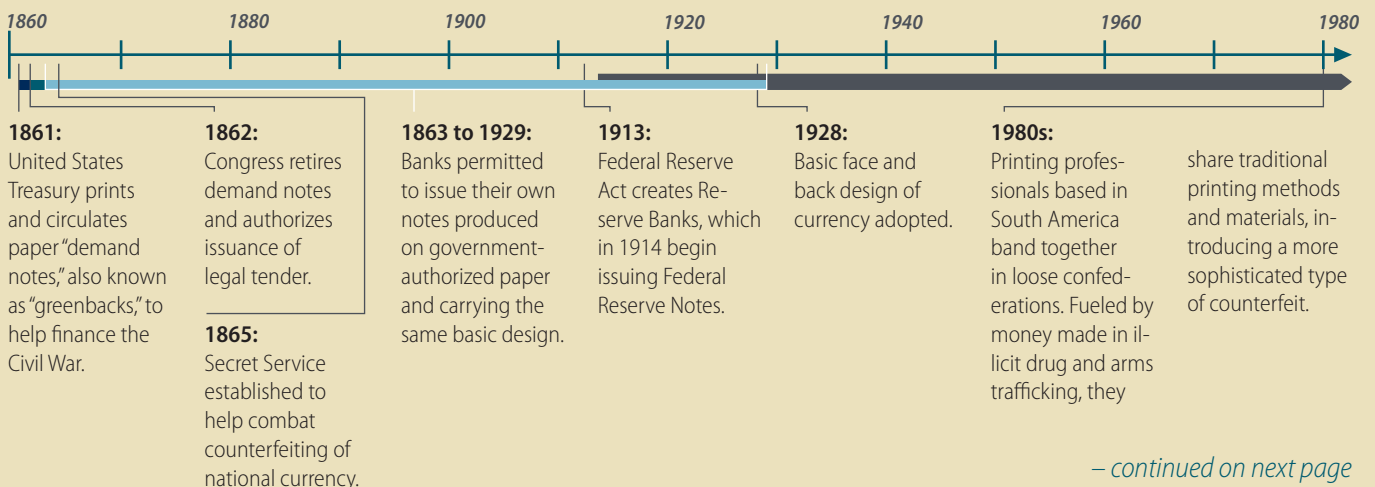 1860 1880 1900 1920 1940 1960 1980
1861:
United States
Treasury prints
and circulates
paper “demand
notes,” also known
as “greenbacks,” to
help finance the
Civil War.
1862:
Congress retires
demand notes
and authorizes
issuance of
legal tender.
1865:
Secret Service
established to
help combat
counterfeiting of
national currency.
1863 to 1929:
Banks permitted
to issue their own
notes produced
on government-
authorized paper
and carrying the
same basic design.
1913:
Federal Reserve
Act creates Re-
serve Banks, which
in 1914 begin
issuing Federal
Reserve Notes.
1928:
Basic face and
back design of
currency adopted.
1980s:
Printing profes-
sionals based in
South America
band together
in loose confed-
erations. Fueled by
money made in il-
licit drug and arms
trafficking, they
share traditional
printing methods
and materials, in-
troducing a more
sophisticated type
of counterfeit.
– continued on next page